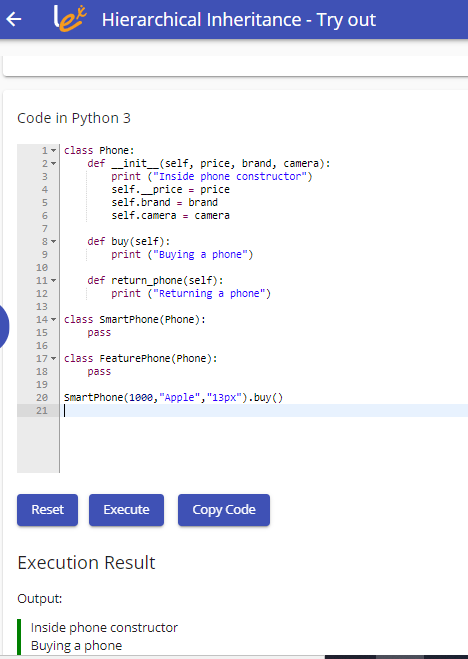 ← lex Hierarchical Inheritance - Try out
Code in Python 3
1 class Phone:
2     def __init__(self, price, brand, camera):
3         print ("Inside phone constructor")
4         self.__price = price
5         self.brand = brand
6         self.camera = camera
7
8     def buy(self):
9         print ("Buying a phone")
10
11     def return_phone(self):
12         print ("Returning a phone")
13
14 class SmartPhone(Phone):
15     pass
16
17 class FeaturePhone(Phone):
18     pass
19
20 SmartPhone(1000,"Apple","13px").buy()
21
Reset Execute Copy Code
Execution Result
Output:
Inside phone constructor
Buying a phone